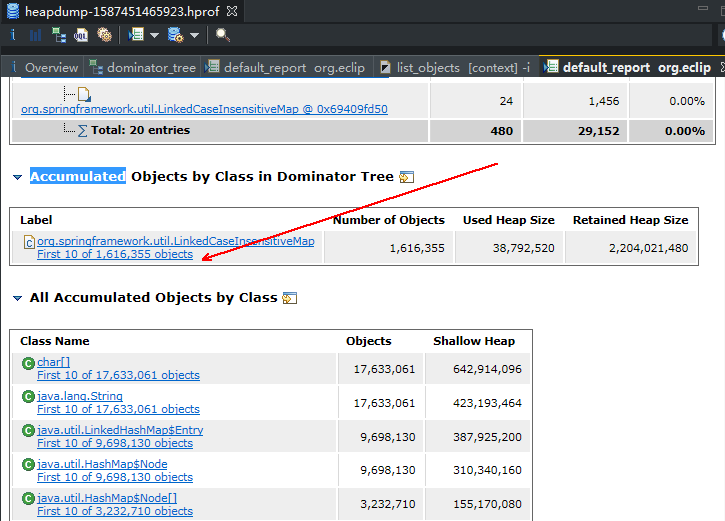 heapdump-1587451465923.hprof
Overview dominator_tree default_report org.eclip list_objects [context] -i default_report org.eclip
org.springframework.util.LinkedCaseInsensitiveMap @ 0x69409fd50 24 1,456 0.00%
Total: 20 entries 480 29,152 0.00%
Accumulated Objects by Class in Dominator Tree
Label Number of Objects Used Heap Size Retained Heap Size
org.springframework.util.LinkedCaseInsensitiveMap 1,616,355 38,792,520 2,204,021,480
First 10 of 1,616,355 objects
All Accumulated Objects by Class
Class Name Objects Shallow Heap
char[] 17,633,061 642,914,096
First 10 of 17,633,061 objects
java.lang.String 17,633,061 423,193,464
First 10 of 17,633,061 objects
java.util.LinkedHashMap$Entry 9,698,130 387,925,200
First 10 of 9,698,130 objects
java.util.HashMap$Node 9,698,130 310,340,160
First 10 of 9,698,130 objects
java.util.HashMap$Node[] 3,232,710 155,170,080
First 10 of 3,232,710 objects